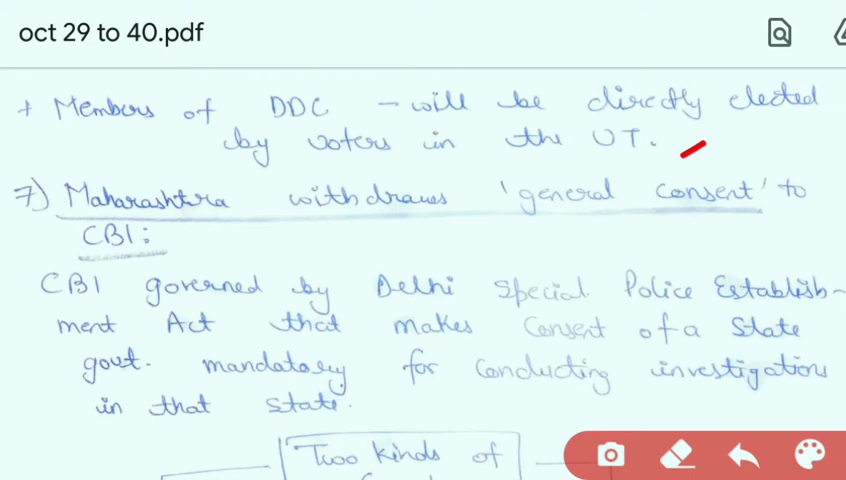 oct 29 to 40.pdf
+ Members of DDC - will be directly elected
by voters in the UT.
7) Maharashtra withdraws 'general consent' to
CBI:
CBI governed by Delhi Special Police Establish-
ment Act that makes Consent of a State
govt. mandatory for conducting investigation
in that state.
Two kinds of